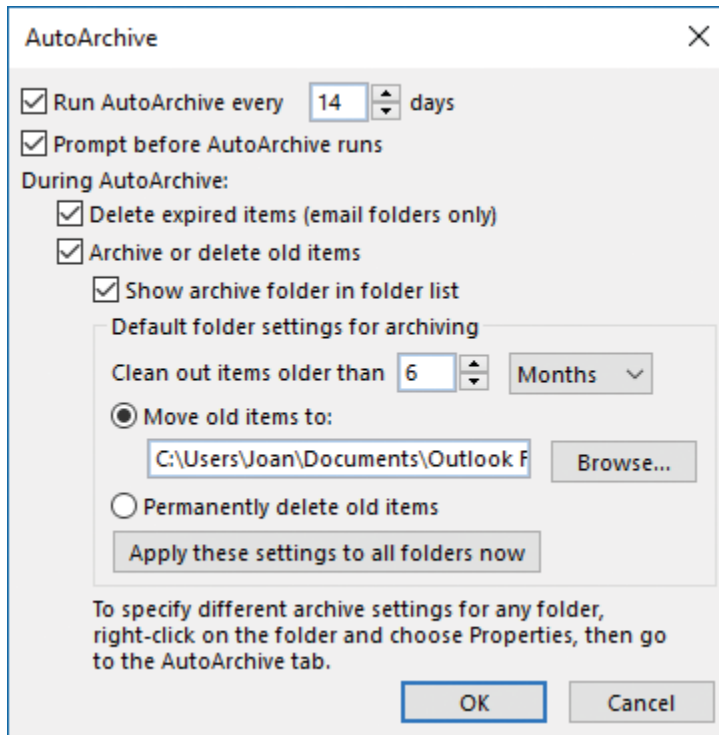 AutoArchive
Run AutoArchive every 14 days
Prompt before AutoArchive runs
During AutoArchive:
Delete expired items (email folders only)
Archive or delete old items
Show archive folder in folder list
Default folder settings for archiving
Clean out items older than 6 Months
Move old items to:
C:\Users\Joan\Documents\Outlook F Browse...
Permanently delete old items
Apply these settings to all folders now
To specify different archive settings for any folder,
right-click on the folder and choose Properties, then go
to the AutoArchive tab.
OK Cancel